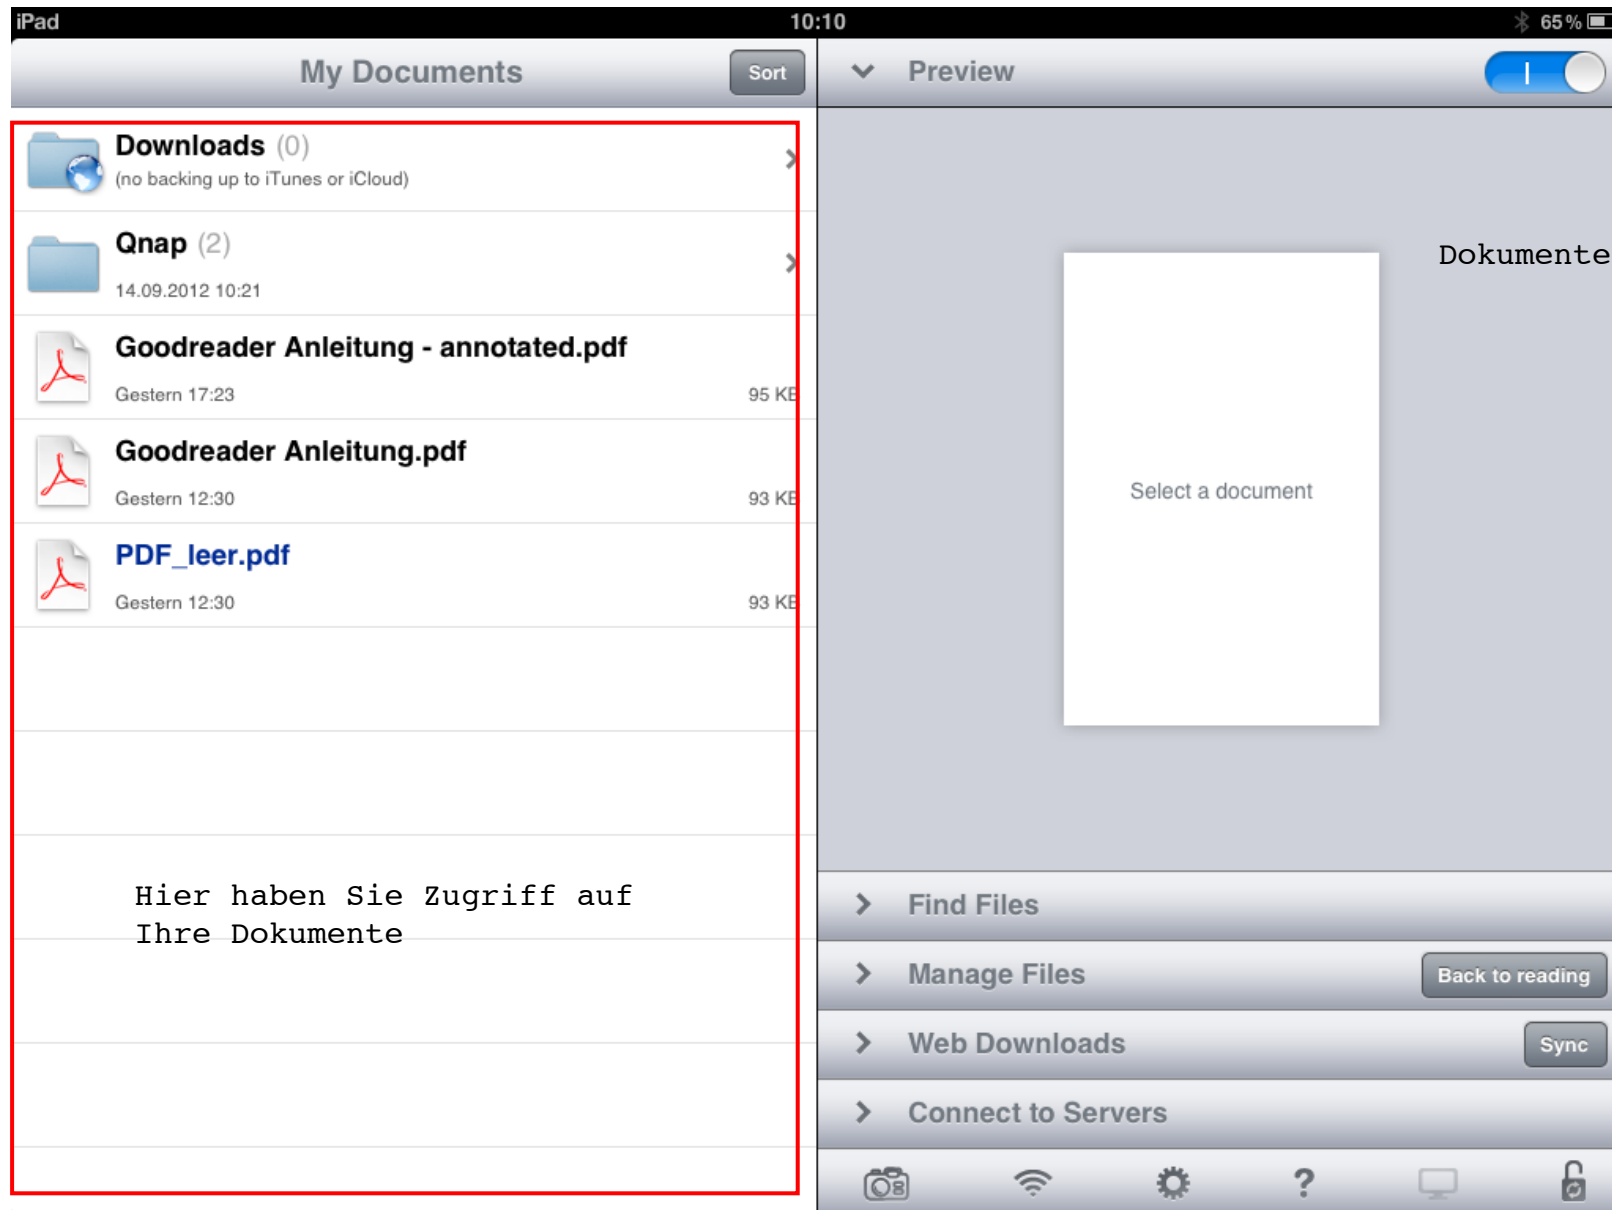 iPad 10:10 65%
My Documents Sort
Downloads (0)
(no backing up to iTunes or iCloud)
Qnap (2)
14.09.2012 10:21
Goodreader Anleitung - annotated.pdf
Gestern 17:23 95 KB
Goodreader Anleitung.pdf
Gestern 12:30 93 KB
PDF_leer.pdf
Gestern 12:30 93 KB
Hier haben Sie Zugriff auf
Ihre Dokumente
Preview
Dokumente
Select a document
Find Files
Manage Files Back to reading
Web Downloads Sync
Connect to Servers
?